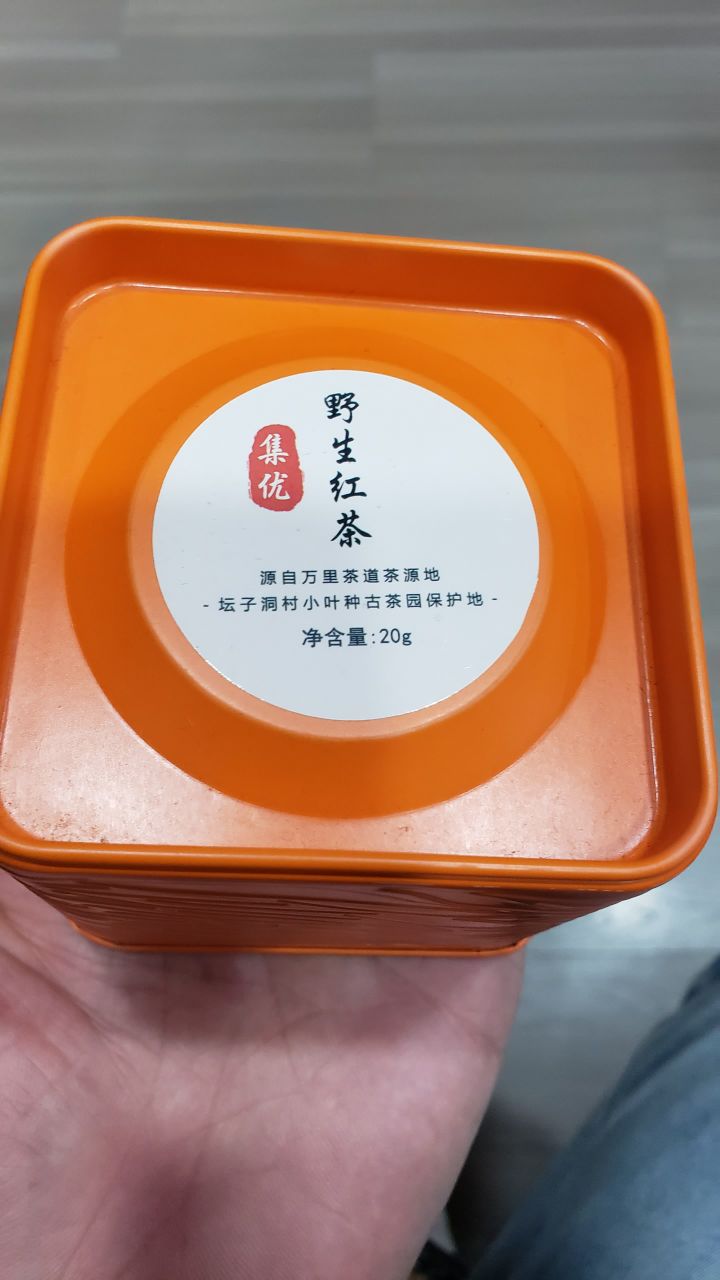 野生红茶
集优
源自万里茶道茶源地
- 坛子洞村小叶种古茶园保护地 -
净含量:20g